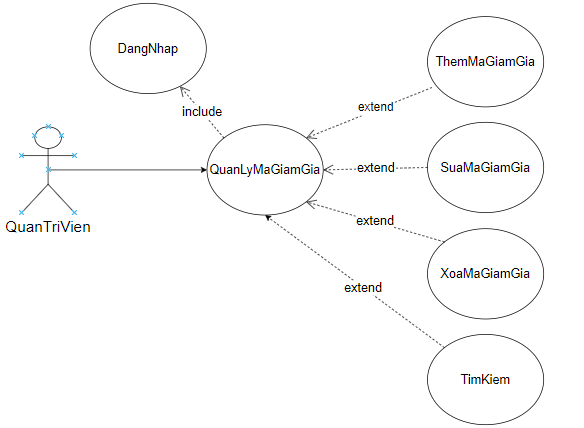 DangNhap
ThemMaGiamGia
include
extend
QuanLyMaGiamGia
extend
SuaMaGiamGia
QuanTriVien
extend
XoaMaGiamGia
extend
TimKiem